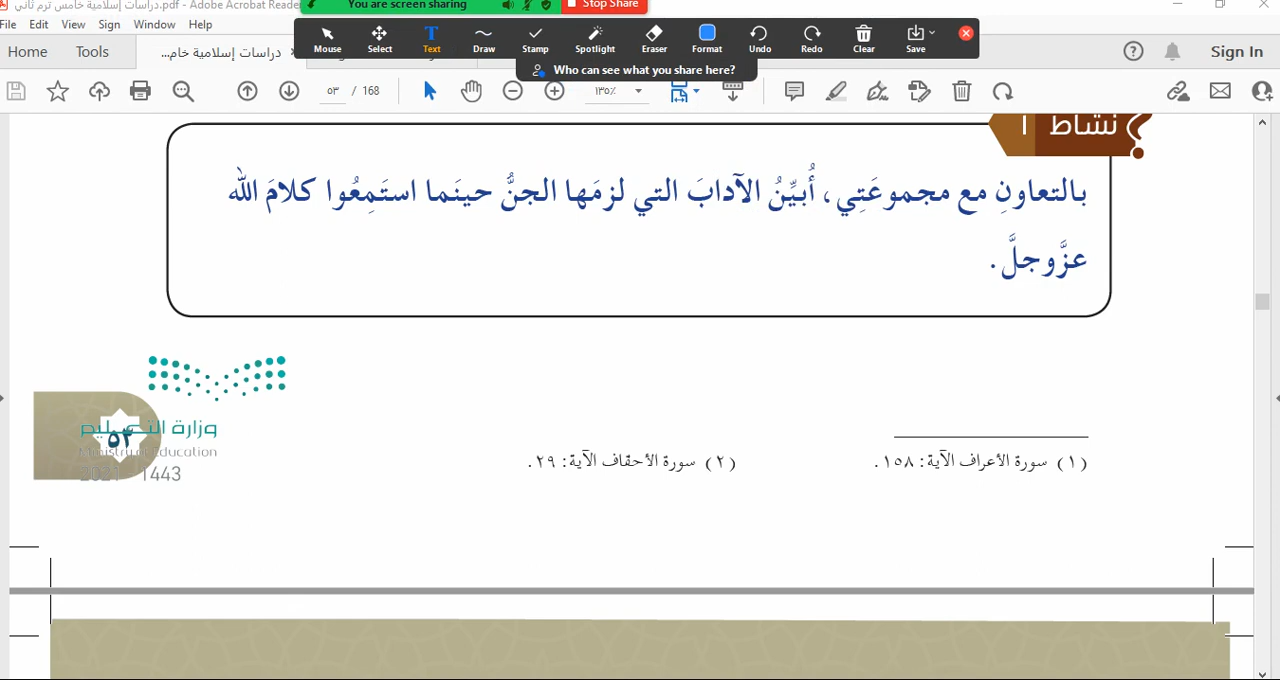 دراسات إسلامية خامس ترم ثاني.pdf - Adobe Acrobat Reader
You are screen sharing
Stop Share
File Edit View Sign Window Help
Mouse Select Text Draw Stamp Spotlight Eraser Format Undo Redo Clear Save
Home Tools
دراسات إسلامية خام...
Sign In
Who can see what you share here?
٥٣ / 168
١٣٥٪
نشاط ١
بالتعاونِ مع مجموعَتِي، أُبيِّنُ الآدابَ التي لزمَها الجنُّ حينَما استَمِعُوا كلامَ الله
عزَّوجلَّ.
وزارة التعليم
٥٣
Ministry of Education
2021 - 1443
(١) سورة الأعراف الآية: ١٥٨.
(٢) سورة الأحقاف الآية: ٢٩.